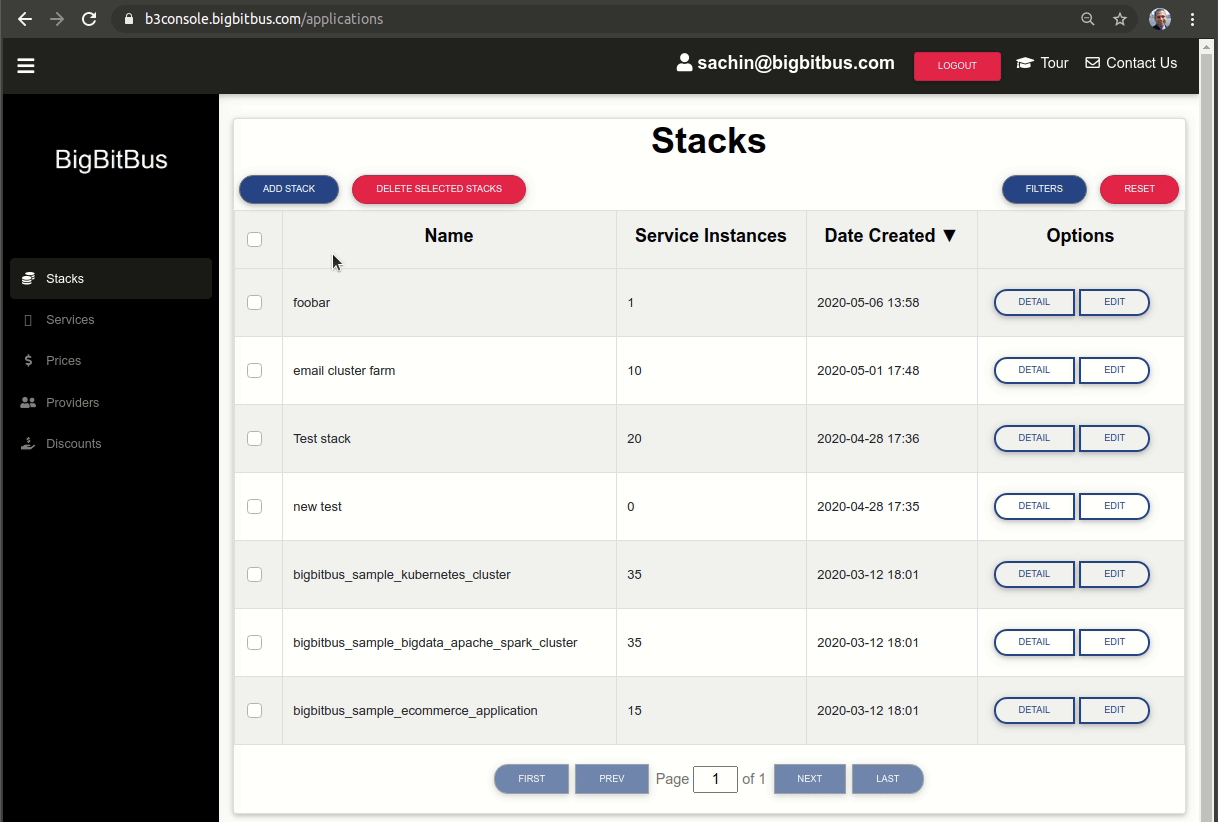 b3console.bigbitbus.com/applications
sachin@bigbitbus.com LOGOUT Tour Contact Us
BigBitBus
Stacks
Services
Prices
Providers
Discounts
Stacks
ADD STACK DELETE SELECTED STACKS FILTERS RESET
Name Service Instances Date Created ▼ Options
foobar 1 2020-05-06 13:58 DETAIL EDIT
email cluster farm 10 2020-05-01 17:48 DETAIL EDIT
Test stack 20 2020-04-28 17:36 DETAIL EDIT
new test 0 2020-04-28 17:35 DETAIL EDIT
bigbitbus_sample_kubernetes_cluster 35 2020-03-12 18:01 DETAIL EDIT
bigbitbus_sample_bigdata_apache_spark_cluster 35 2020-03-12 18:01 DETAIL EDIT
bigbitbus_sample_ecommerce_application 15 2020-03-12 18:01 DETAIL EDIT
FIRST PREV Page 1 of 1 NEXT LAST